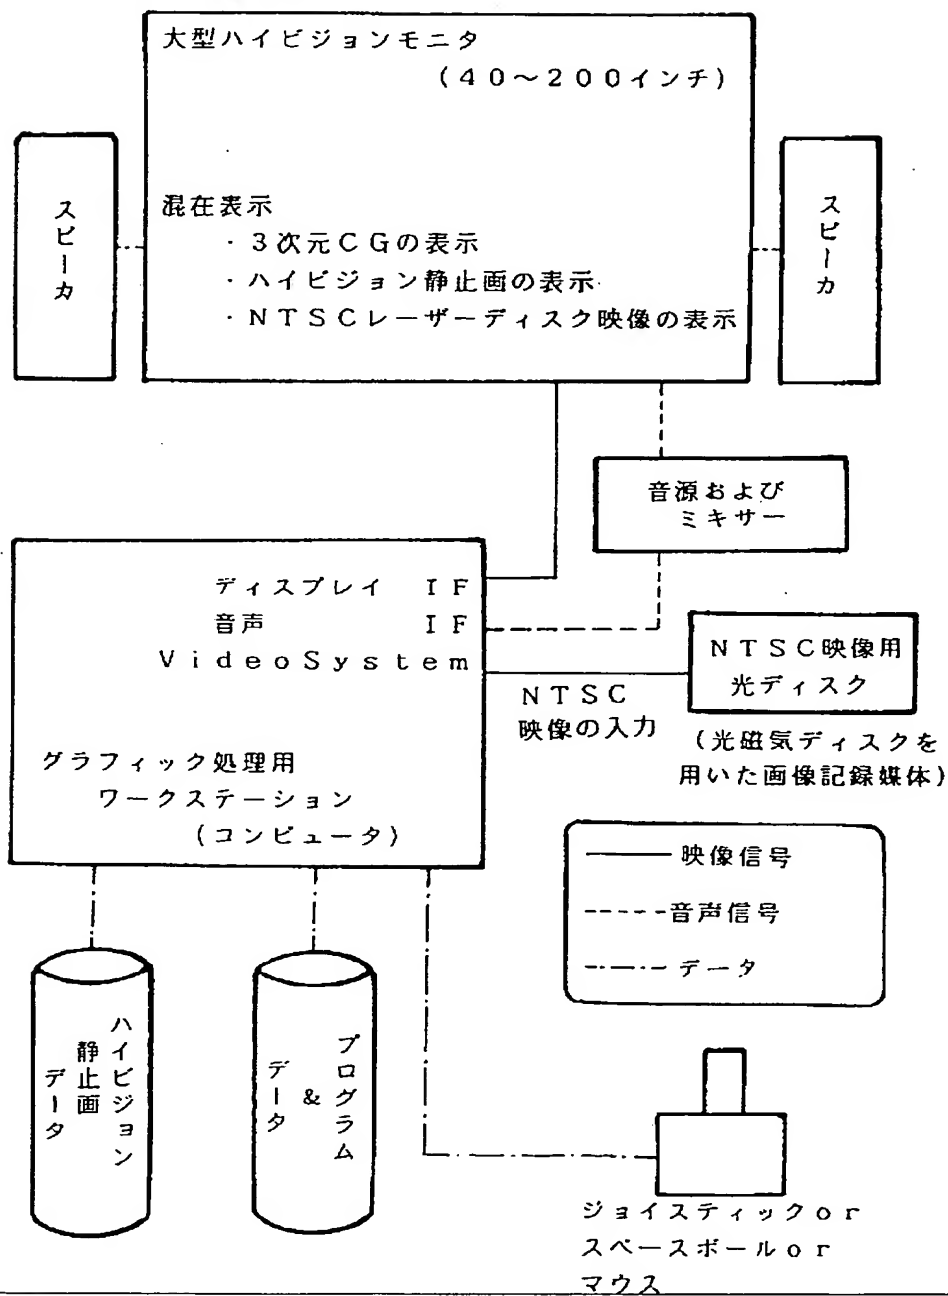 大型ハイビジョンモニタ
(40～200インチ)
スピーカ
混在表示
・3次元CGの表示
・ハイビジョン静止画の表示
・NTSCレーザーディスク映像の表示
スピーカ
音源および
ミキサー
ディスプレイ IF
音声 IF
VideoSystem
グラフィック処理用
ワークステーション
(コンピュータ)
NTSC
映像の入力
NTSC映像用
光ディスク
(光磁気ディスクを
用いた画像記録媒体)
映像信号
音声信号
データ
ハイビジョン
静止画
データ
プログラム
&
データ
ジョイスティックor
スペースボールor
マウス